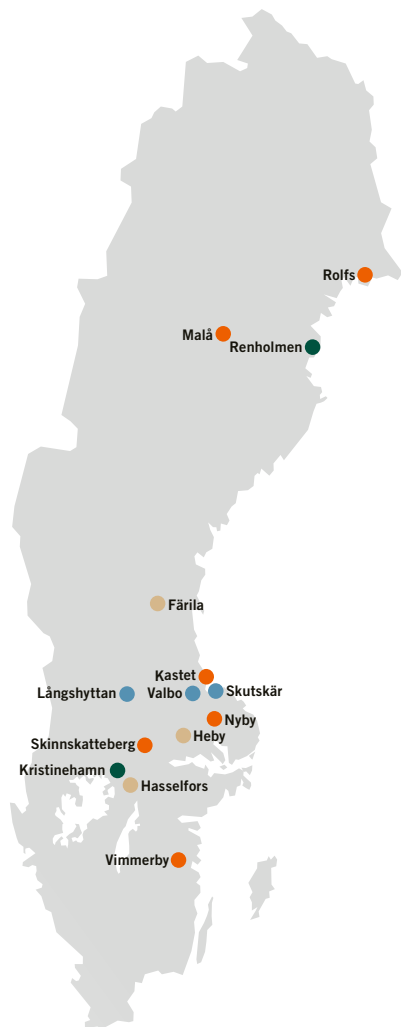 Rolfs
Malå
Renholmen
Färila
Kastet
Långshyttan
Valbo
Skutskär
Nyby
Heby
Skinnskatteberg
Kristinehamn
Hasselfors
Vimmerby